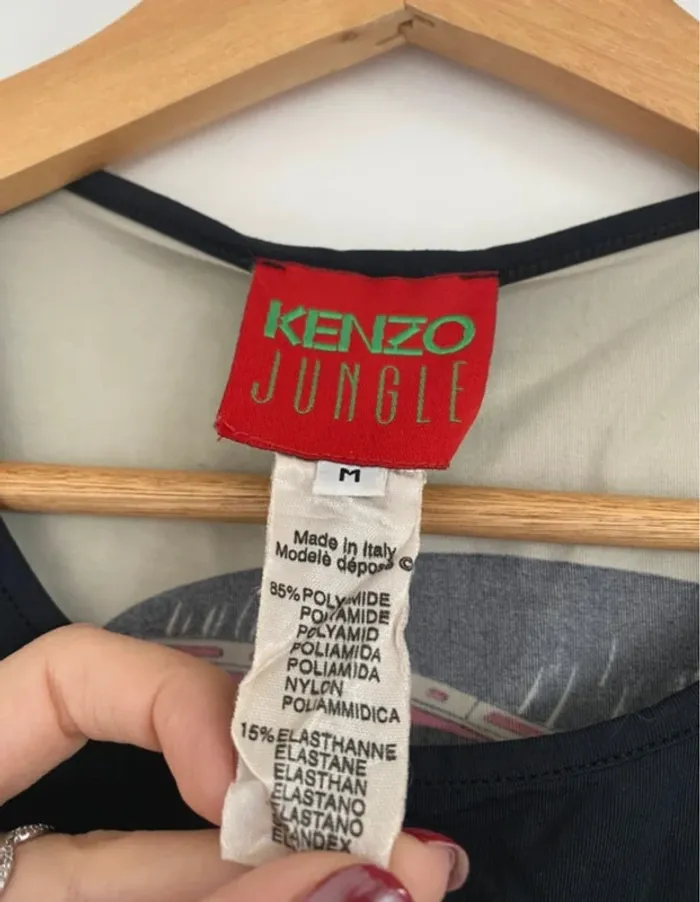 KENZO
JUNGLE
M
Made in Italy
Modelè déposé ©
85% POLYAMIDE
POLYAMIDE
POLYAMID
POLIAMIDA
POLIAMIDA
NYLON
POLIAMMIDICA
15% ELASTHANNE
ELASTANE
ELASTHAN
ELASTANO
ELASTANO